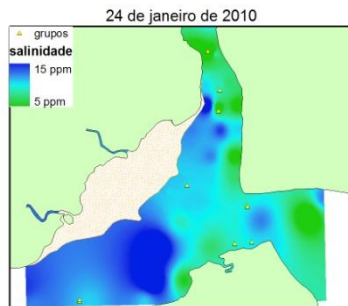 24 de janeiro de 2010
grupos
salinidade
15 ppm
5 ppm